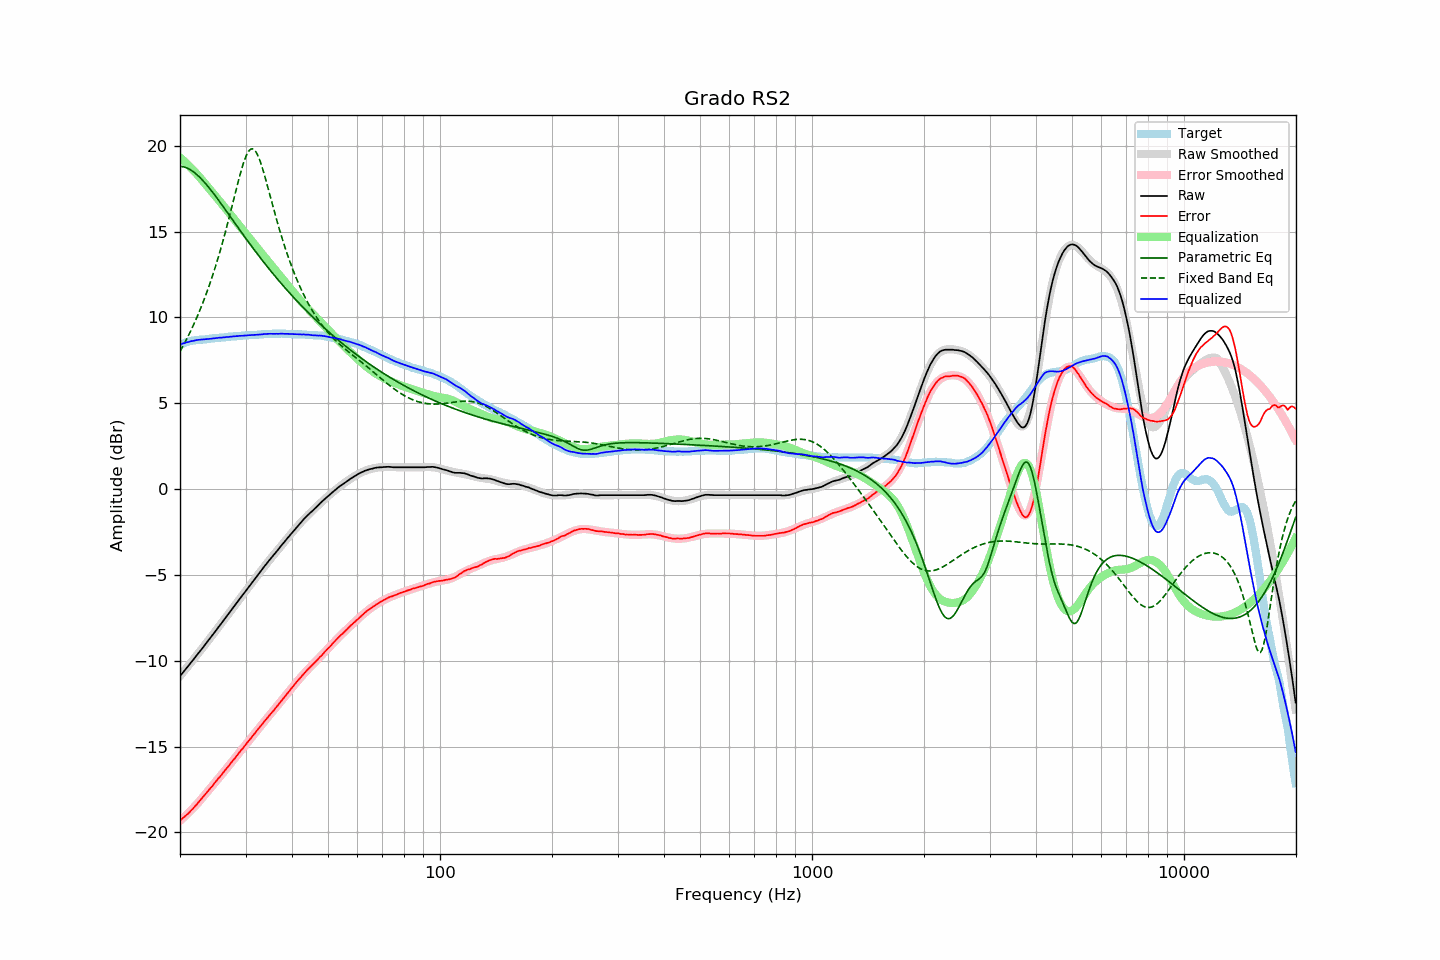 Grado RS2
Amplitude (dBr)
20
15
10
5
0
−5
−10
−15
−20
Target
Raw Smoothed
Error Smoothed
Raw
Error
Equalization
Parametric Eq
Fixed Band Eq
Equalized
100
1000
10000
Frequency (Hz)